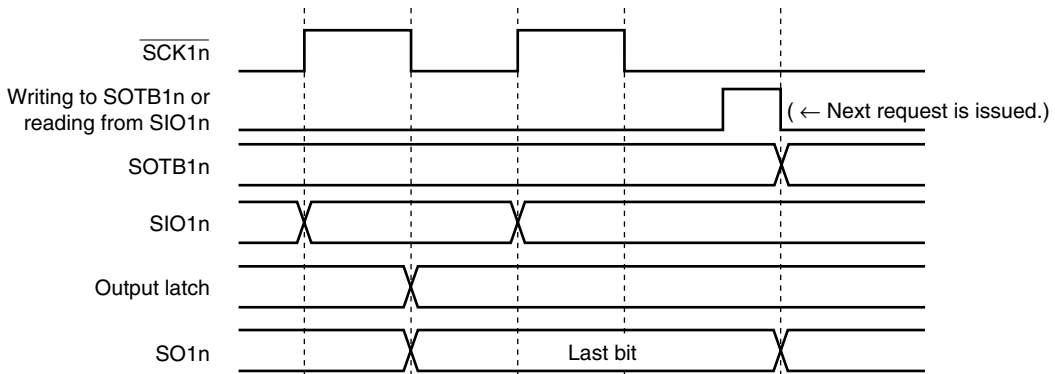 SCK1n
Writing to SOTB1n or
reading from SIO1n
( ← Next request is issued.)
SOTB1n
SIO1n
Output latch
SO1n
Last bit